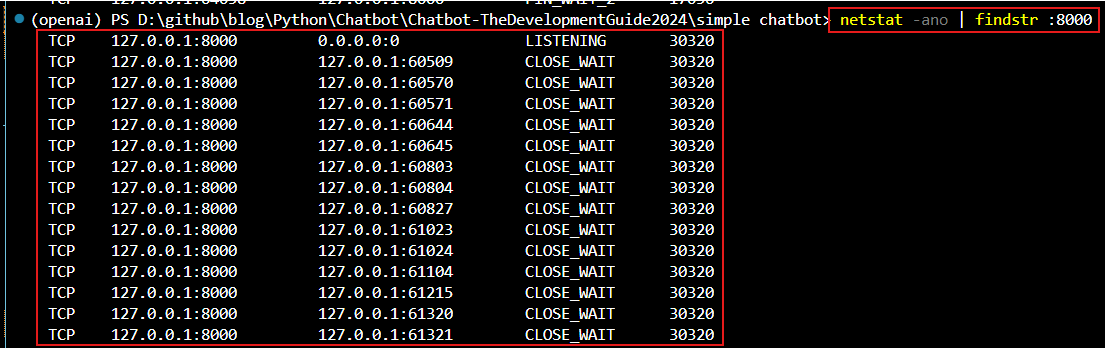 (openai) PS D:\github\blog\Python\Chatbot\Chatbot-TheDevelopmentGuide2024\simple chatbot> netstat -ano | findstr :8000
TCP 127.0.0.1:8000 0.0.0.0:0 LISTENING 30320
TCP 127.0.0.1:8000 127.0.0.1:60509 CLOSE_WAIT 30320
TCP 127.0.0.1:8000 127.0.0.1:60570 CLOSE_WAIT 30320
TCP 127.0.0.1:8000 127.0.0.1:60571 CLOSE_WAIT 30320
TCP 127.0.0.1:8000 127.0.0.1:60644 CLOSE_WAIT 30320
TCP 127.0.0.1:8000 127.0.0.1:60645 CLOSE_WAIT 30320
TCP 127.0.0.1:8000 127.0.0.1:60803 CLOSE_WAIT 30320
TCP 127.0.0.1:8000 127.0.0.1:60804 CLOSE_WAIT 30320
TCP 127.0.0.1:8000 127.0.0.1:60827 CLOSE_WAIT 30320
TCP 127.0.0.1:8000 127.0.0.1:61023 CLOSE_WAIT 30320
TCP 127.0.0.1:8000 127.0.0.1:61024 CLOSE_WAIT 30320
TCP 127.0.0.1:8000 127.0.0.1:61104 CLOSE_WAIT 30320
TCP 127.0.0.1:8000 127.0.0.1:61215 CLOSE_WAIT 30320
TCP 127.0.0.1:8000 127.0.0.1:61320 CLOSE_WAIT 30320
TCP 127.0.0.1:8000 127.0.0.1:61321 CLOSE_WAIT 30320